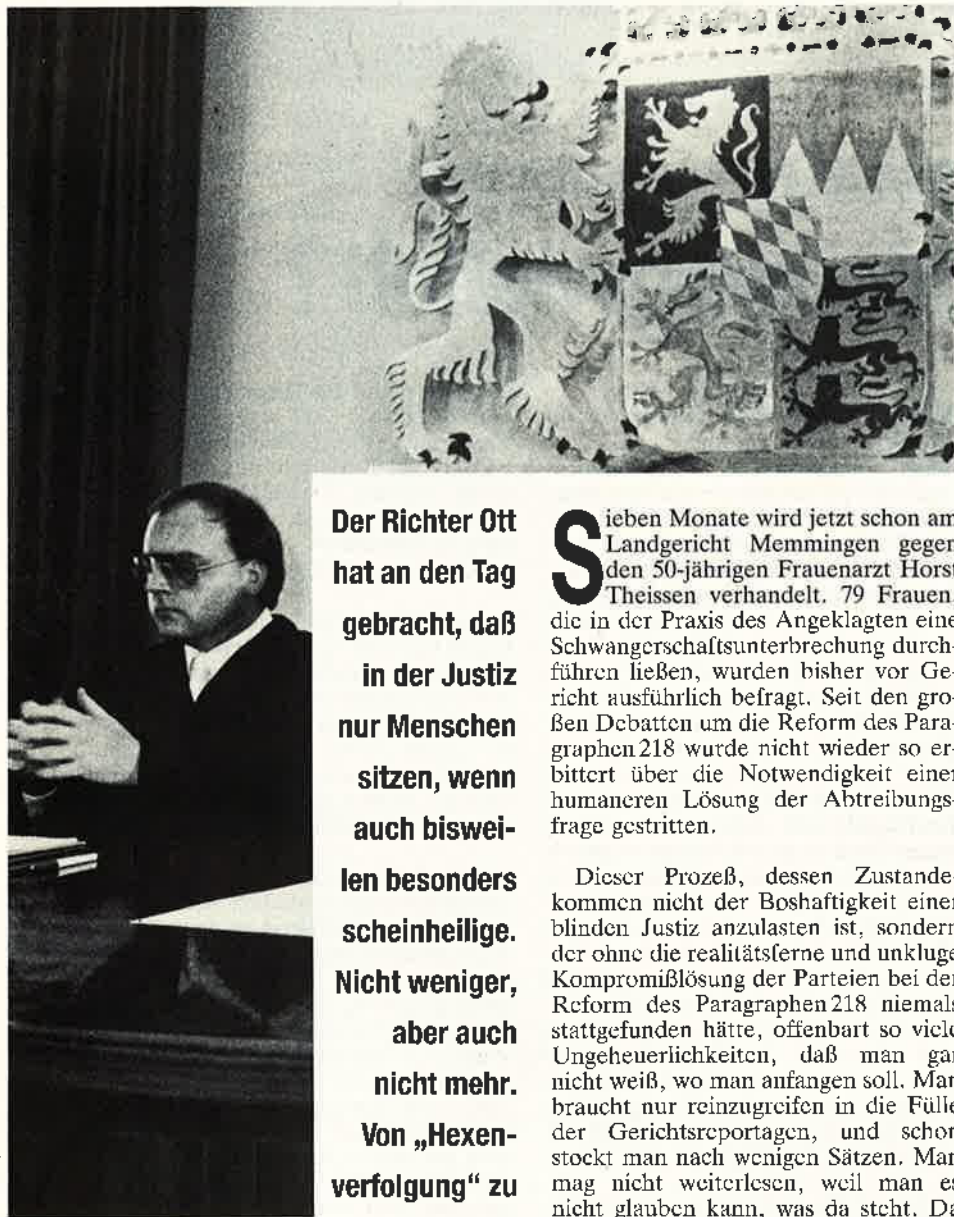 Der Richter Ott
hat an den Tag
gebracht, daß
in der Justiz
nur Menschen
sitzen, wenn
auch biswei-
len besonders
scheinheilige.
Nicht weniger,
aber auch
nicht mehr.
Von „Hexen-
verfolgung“ zu
Sieben Monate wird jetzt schon am
Landgericht Memmingen gegen
den 50-jährigen Frauenarzt Horst
Theissen verhandelt. 79 Frauen,
die in der Praxis des Angeklagten eine
Schwangerschaftsunterbrechung durch-
führen ließen, wurden bisher vor Ge-
richt ausführlich befragt. Seit den gro-
ßen Debatten um die Reform des Para-
graphen 218 wurde nicht wieder so er-
bittert über die Notwendigkeit einer
humaneren Lösung der Abtreibungs-
frage gestritten.
Dieser Prozeß, dessen Zustande-
kommen nicht der Boshaftigkeit einer
blinden Justiz anzulasten ist, sondern
der ohne die realitätsferne und unkluge
Kompromißlösung der Parteien bei der
Reform des Paragraphen 218 niemals
stattgefunden hätte, offenbart so viele
Ungeheuerlichkeiten, daß man gar
nicht weiß, wo man anfangen soll. Man
braucht nur reinzugreifen in die Fülle
der Gerichtsreportagen, und schon
stockt man nach wenigen Sätzen. Man
mag nicht weiterlesen, weil man es
nicht glauben kann, was da steht. Da